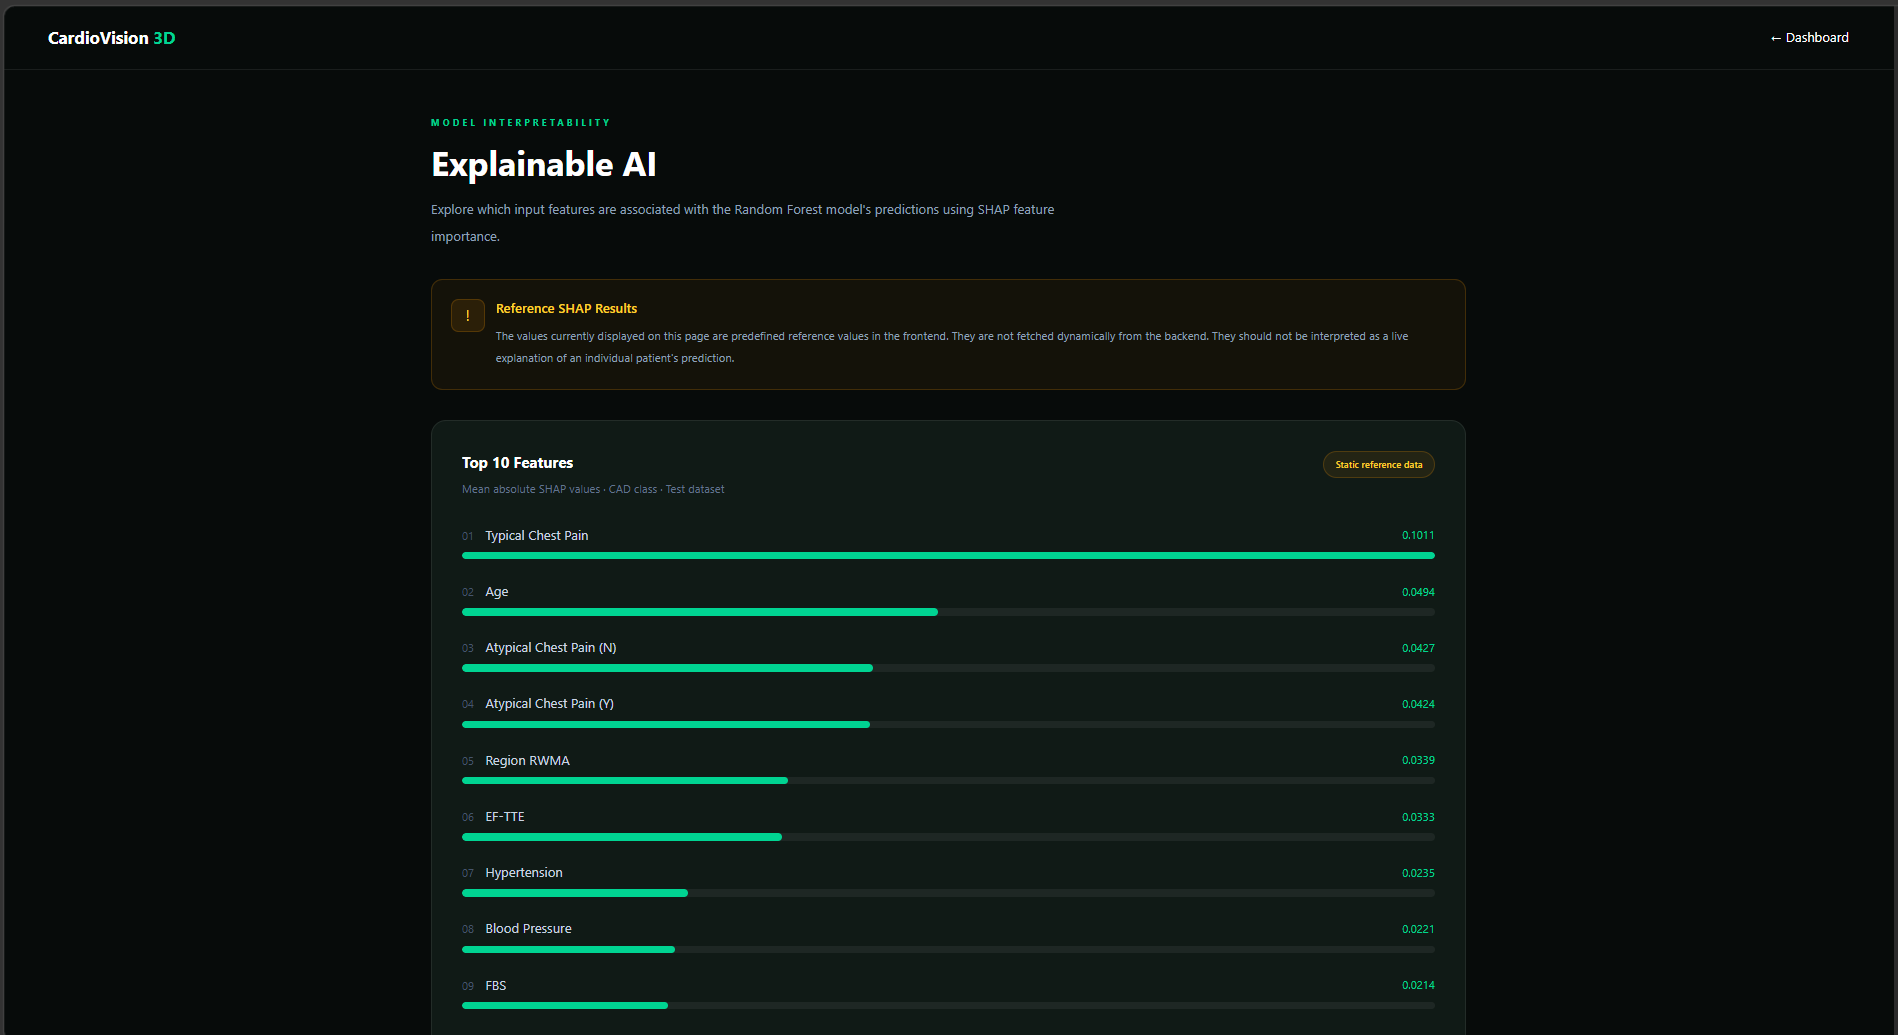 CardioVision 3D
← Dashboard
MODEL INTERPRETABILITY
Explainable AI
Explore which input features are associated with the Random Forest model's predictions using SHAP feature
importance.
!
Reference SHAP Results
The values currently displayed on this page are predefined reference values in the frontend. They are not fetched dynamically from the backend. They should not be interpreted as a live
explanation of an individual patient's prediction.
Top 10 Features
Static reference data
Mean absolute SHAP values · CAD class · Test dataset
01 Typical Chest Pain 0.1011
02 Age 0.0494
03 Atypical Chest Pain (N) 0.0427
04 Atypical Chest Pain (Y) 0.0424
05 Region RWMA 0.0339
06 EF-TTE 0.0333
07 Hypertension 0.0235
08 Blood Pressure 0.0221
09 FBS 0.0214